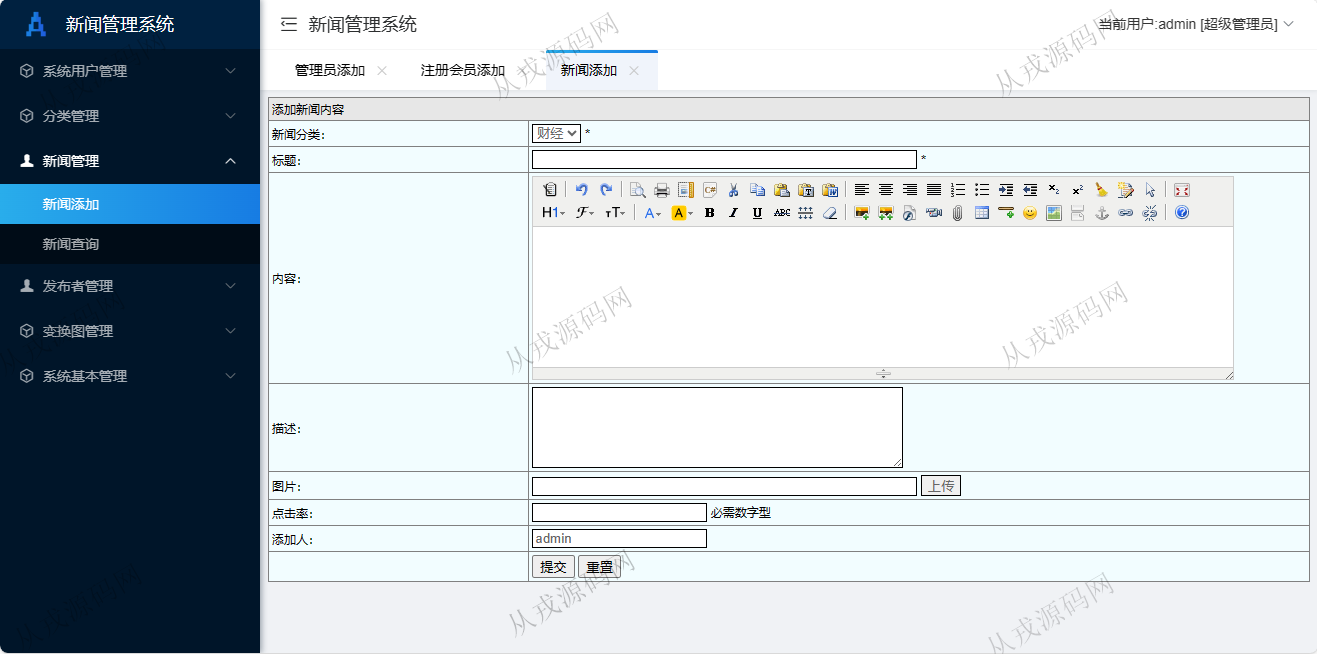 新闻管理系统
新闻管理系统
当前用户:admin [超级管理员]
系统用户管理
分类管理
新闻管理
新闻添加
新闻查询
发布者管理
变换图管理
系统基本管理
管理员添加
注册会员添加
新闻添加
添加新闻内容
新闻分类:
财经
*
标题:
*
H1
F
тT
A
A
B
I
U
ABC
内容:
描述:
图片:
上传
点击率:
必需数字型
添加人:
admin
提交
重置
从戎源码网
从戎源码网
从戎源码网
从戎源码网
从戎源码网
从戎源码网